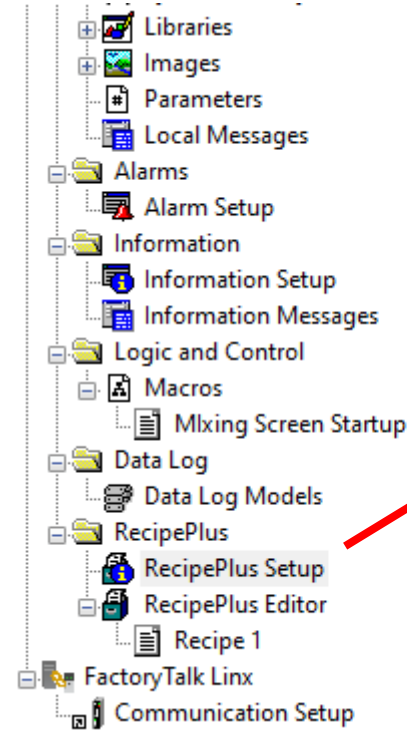 Libraries
Images
Parameters
Local Messages
Alarms
Alarm Setup
Information
Information Setup
Information Messages
Logic and Control
Macros
MIxing Screen Startup
Data Log
Data Log Models
RecipePlus
RecipePlus Setup
RecipePlus Editor
Recipe 1
FactoryTalk Linx
Communication Setup